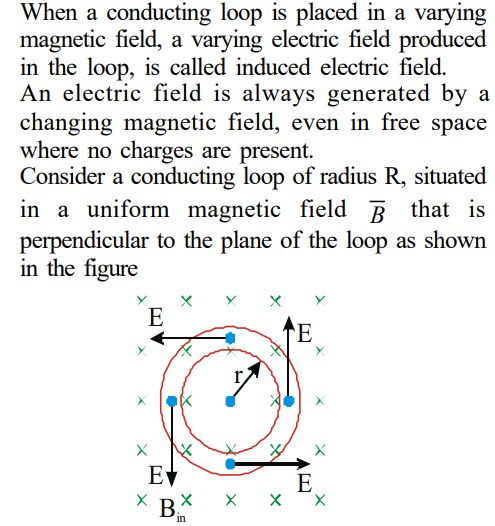 When a conducting loop is placed in a varying
magnetic field, a varying electric field produced
in the loop, is called induced electric field.
An electric field is always generated by a
changing magnetic field, even in free space
where no charges are present.
Consider a conducting loop of radius R, situated
in a uniform magnetic field B̅ that is
perpendicular to the plane of the loop as shown
in the figure
E
E
r
E
E
Bin